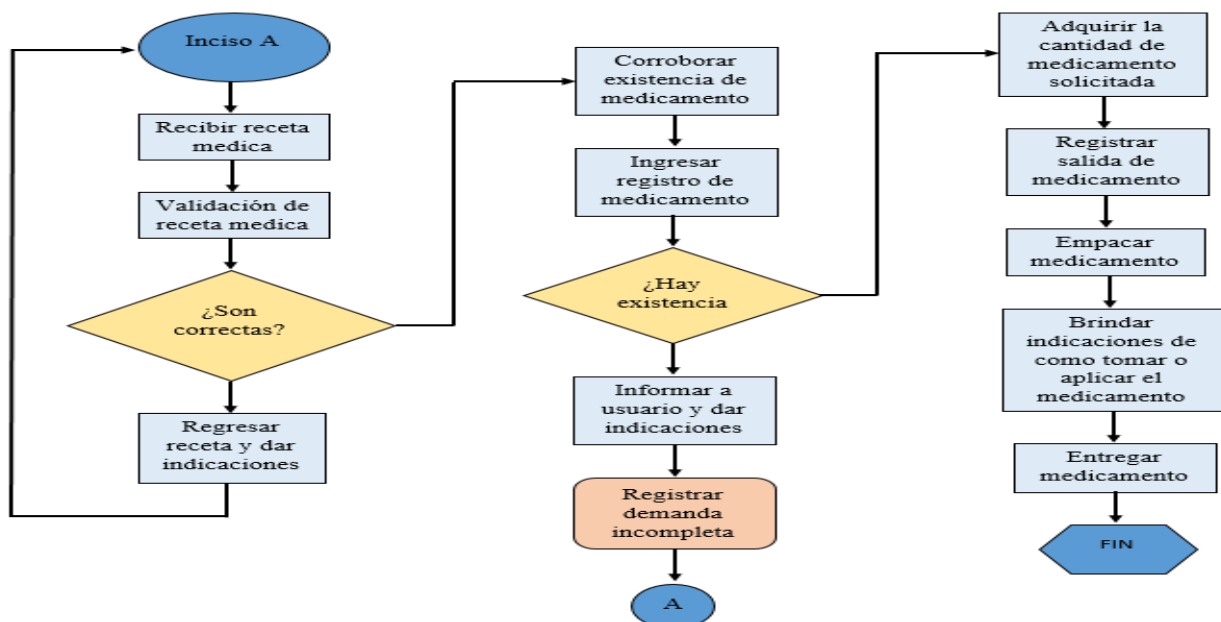 Inciso A
Recibir receta
medica
Validación de
receta medica
¿Son
correctas?
Regresar
receta y dar
indicaciones
Corroborar
existencia de
medicamento
Ingresar
registro de
medicamento
¿Hay
existencia
Informar a
usuario y dar
indicaciones
Registrar
demanda
incompleta
A
Adquirir la
cantidad de
medicamento
solicitada
Registrar
salida de
medicamento
Empacar
medicamento
Brindar
indicaciones de
como tomar o
aplicar el
medicamento
Entregar
medicamento
FIN